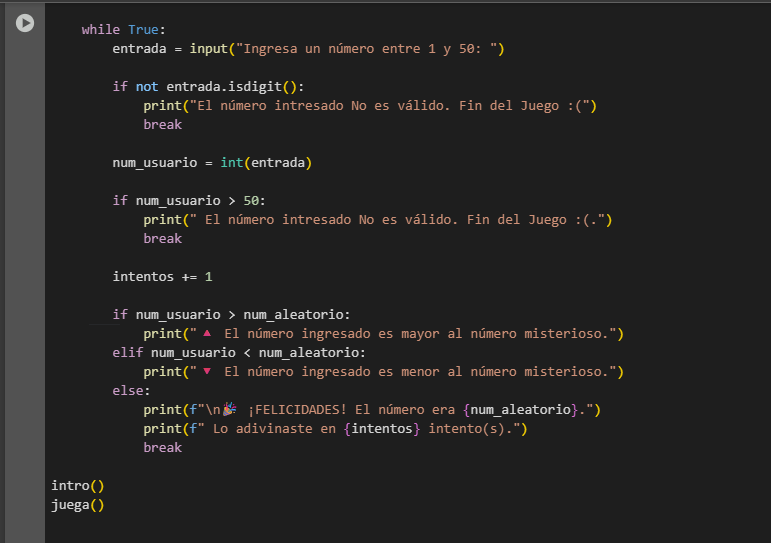 while True:
entrada = input("Ingresa un número entre 1 y 50: ")
if not entrada.isdigit():
print("El número intresado No es válido. Fin del Juego :(")
break
num_usuario = int(entrada)
if num_usuario > 50:
print(" El número intresado No es válido. Fin del Juego :(.")
break
intentos += 1
if num_usuario > num_aleatorio:
print(" 🔺 El número ingresado es mayor al número misterioso.")
elif num_usuario < num_aleatorio:
print(" 🔻 El número ingresado es menor al número misterioso.")
else:
print(f"\n🎉 ¡FELICIDADES! El número era {num_aleatorio}.")
print(f" Lo adivinaste en {intentos} intento(s).")
break
intro()
juega()